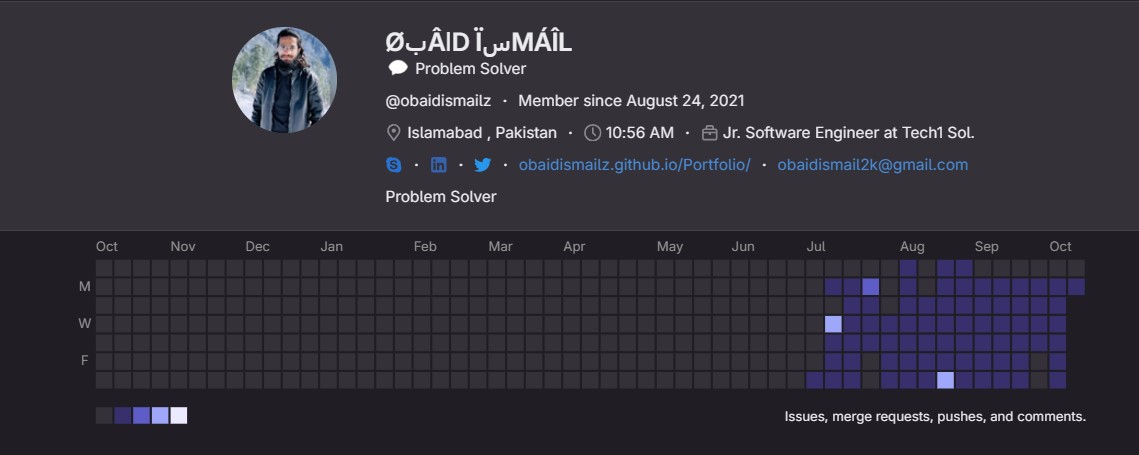 ØبÂID ÏسMÁÎL
Problem Solver
@obaidismailz · Member since August 24, 2021
Islamabad , Pakistan · 10:56 AM · Jr. Software Engineer at Tech1 Sol.
· · · obaidismailz.github.io/Portfolio/ · obaidismail2k@gmail.com
Problem Solver
Oct Nov Dec Jan Feb Mar Apr May Jun Jul Aug Sep Oct
M
W
F
Issues, merge requests, pushes, and comments.